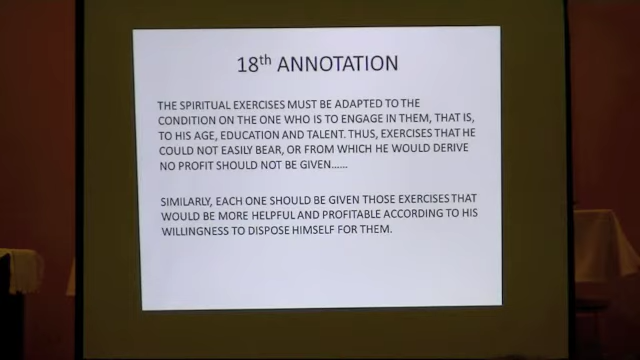 18th ANNOTATION
THE SPIRITUAL EXERCISES MUST BE ADAPTED TO THE
CONDITION ON THE ONE WHO IS TO ENGAGE IN THEM, THAT IS,
TO HIS AGE, EDUCATION AND TALENT. THUS, EXERCISES THAT HE
COULD NOT EASILY BEAR, OR FROM WHICH HE WOULD DERIVE
NO PROFIT SHOULD NOT BE GIVEN......
SIMILARLY, EACH ONE SHOULD BE GIVEN THOSE EXERCISES THAT
WOULD BE MORE HELPFUL AND PROFITABLE ACCORDING TO HIS
WILLINGNESS TO DISPOSE HIMSELF FOR THEM.